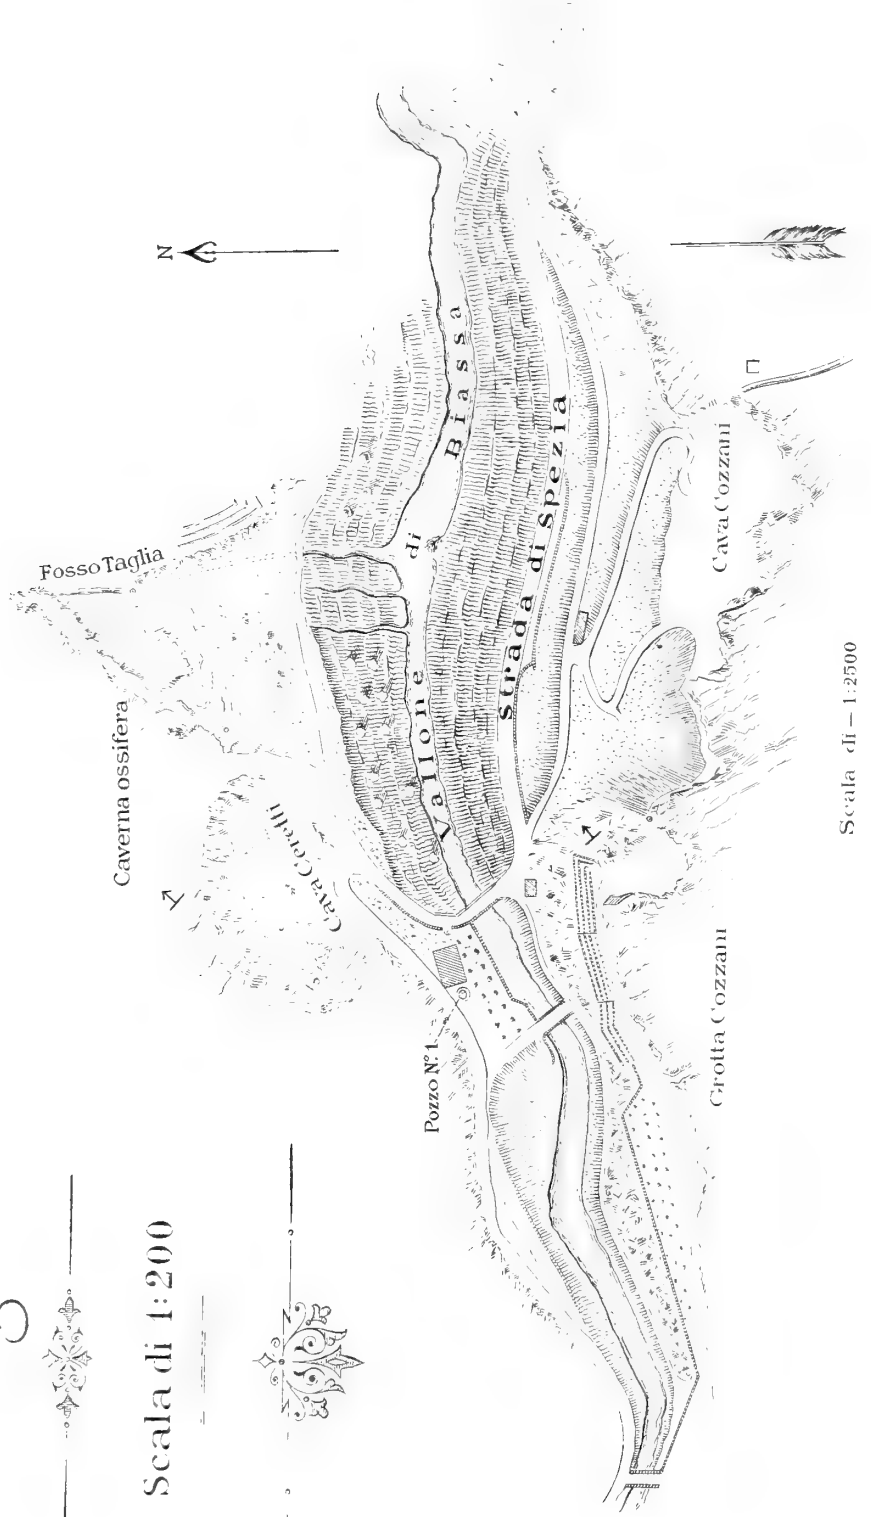 N
Fosso Taglia
Caverna ossifera
Cava Ceretti
Vallone di Biassa
Strada di Spezia
Cava Cozzani
Pozzo N°. 1
Grotta Cozzani
Scala di 1:200
Scala di — 1:2500